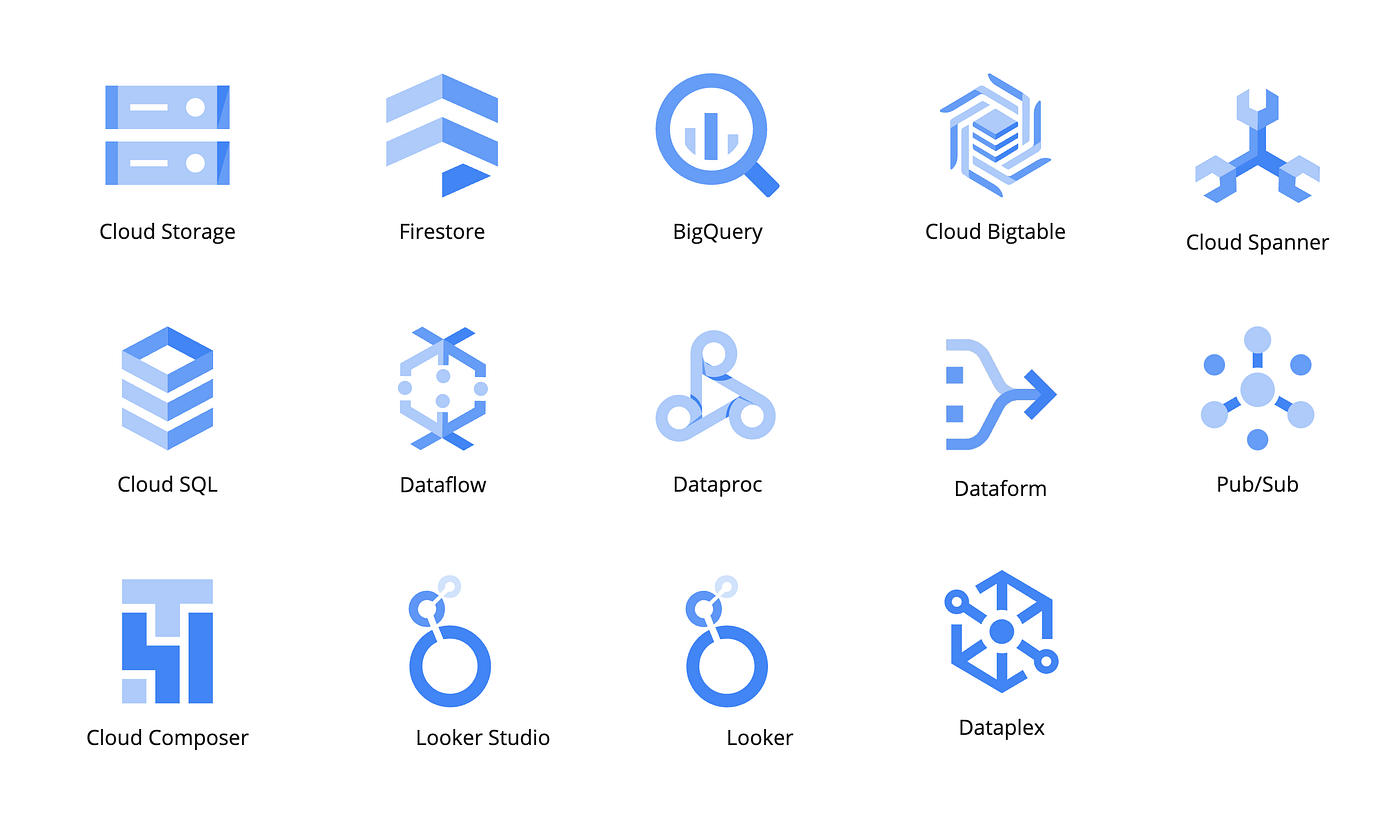 Cloud Storage
Firestore
BigQuery
Cloud Bigtable
Cloud Spanner
Cloud SQL
Dataflow
Dataproc
Dataform
Pub/Sub
Cloud Composer
Looker Studio
Looker
Dataplex